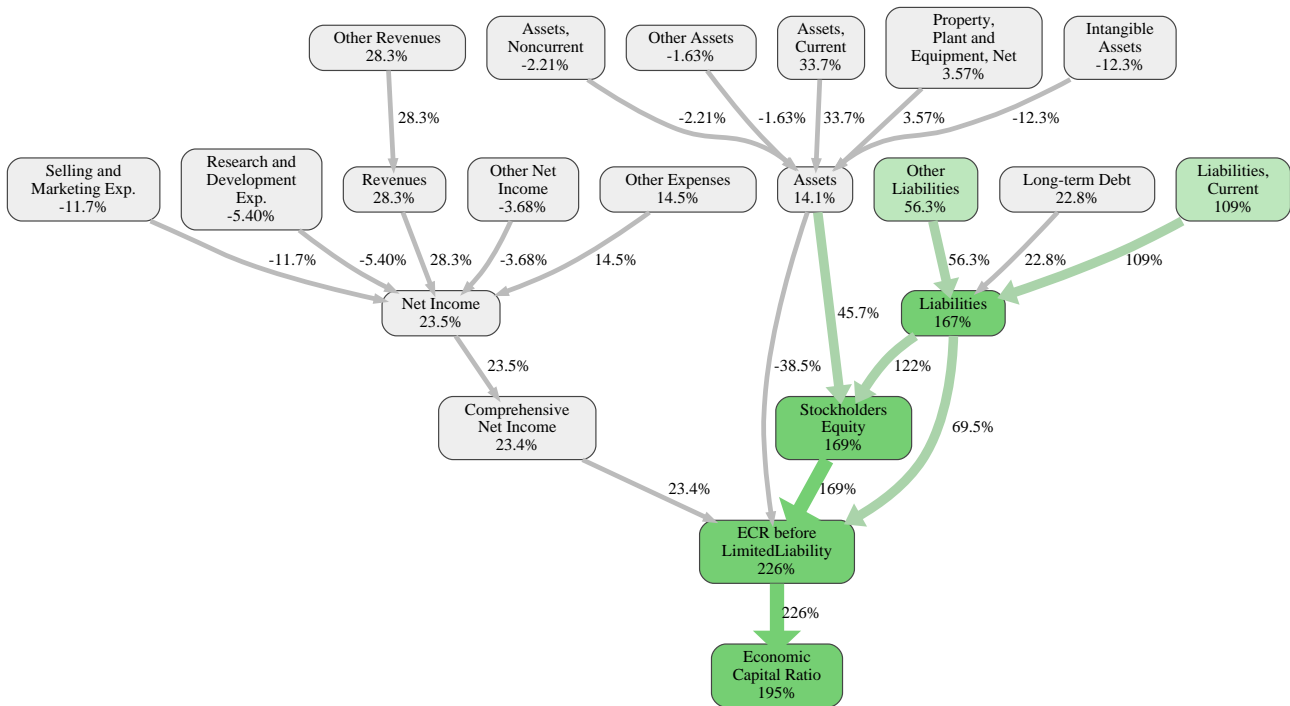 Other Revenues
28.3%
Assets,
Noncurrent
-2.21%
Other Assets
-1.63%
Assets,
Current
33.7%
Property,
Plant and
Equipment, Net
3.57%
Intangible
Assets
-12.3%
28.3%
-2.21%
-1.63%
33.7%
3.57%
-12.3%
Selling and
Marketing Exp.
-11.7%
Research and
Development
Exp.
-5.40%
Revenues
28.3%
Other Net
Income
-3.68%
Other Expenses
14.5%
Assets
14.1%
Other
Liabilities
56.3%
Long-term Debt
22.8%
Liabilities,
Current
109%
-11.7%
-5.40%
28.3%
-3.68%
14.5%
56.3%
22.8%
109%
Net Income
23.5%
Liabilities
167%
45.7%
23.5%
-38.5%
122%
Comprehensive
Net Income
23.4%
Stockholders
Equity
169%
69.5%
23.4%
169%
ECR before
LimitedLiability
226%
226%
Economic
Capital Ratio
195%